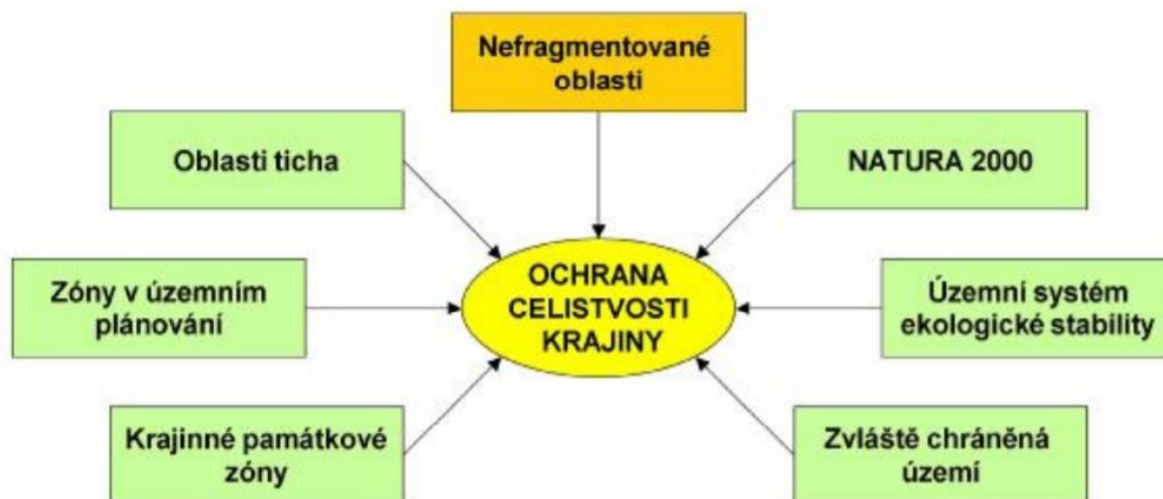 Nefragmentované
oblasti
Oblasti ticha
NATURA 2000
Zóny v územním
plánování
OCHRANA
CELISTVOSTI
KRAJINY
Územní systém
ekologické stability
Krajinné památkové
zóny
Zvláště chráněná
území